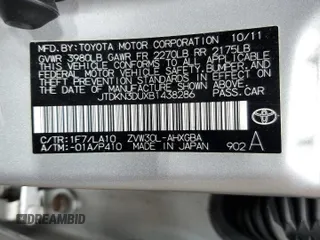 MFD. BY: TOYOTA MOTOR CORPORATION 10/11
GVWR 3980LB GAWR FR 2270LB RR 2175LB
THIS VEHICLE CONFORMS TO ALL APPLICABLE
FEDERAL MOTOR VEHICLE SAFETY, BUMPER, AND
THEFT PREVENTION STANDARDS IN EFFECT ON
THE DATE OF MANUFACTURE SHOWN ABOVE.
JTDKN3DUXB1438286 PASS.CAR
C/TR: 1F7/LA10 ZVW30L-AHXGBA
A/TM: -01A/P410 MADE IN JAPAN 902 A
TOYOTA
DREAMBID